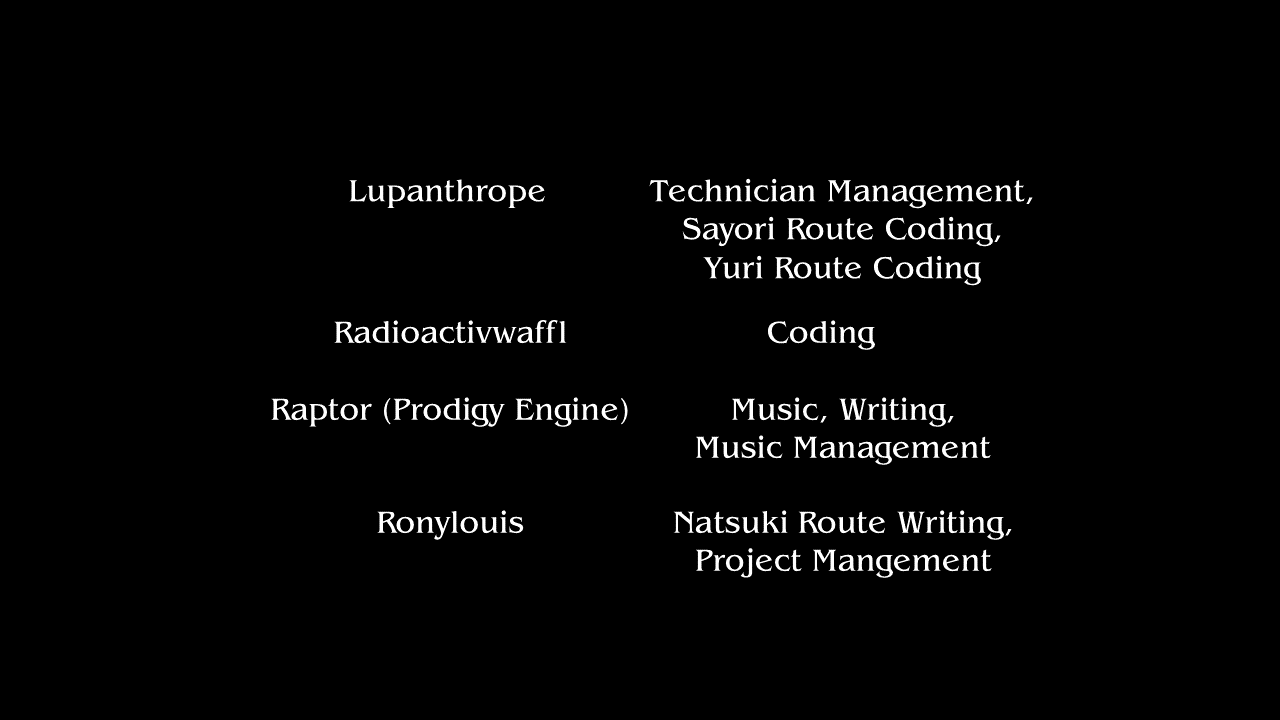 Lupanthrope Technician Management,
Sayori Route Coding,
Yuri Route Coding
Radioactivwaffl Coding
Raptor (Prodigy Engine) Music, Writing,
Music Management
Ronylouis Natsuki Route Writing,
Project Mangement